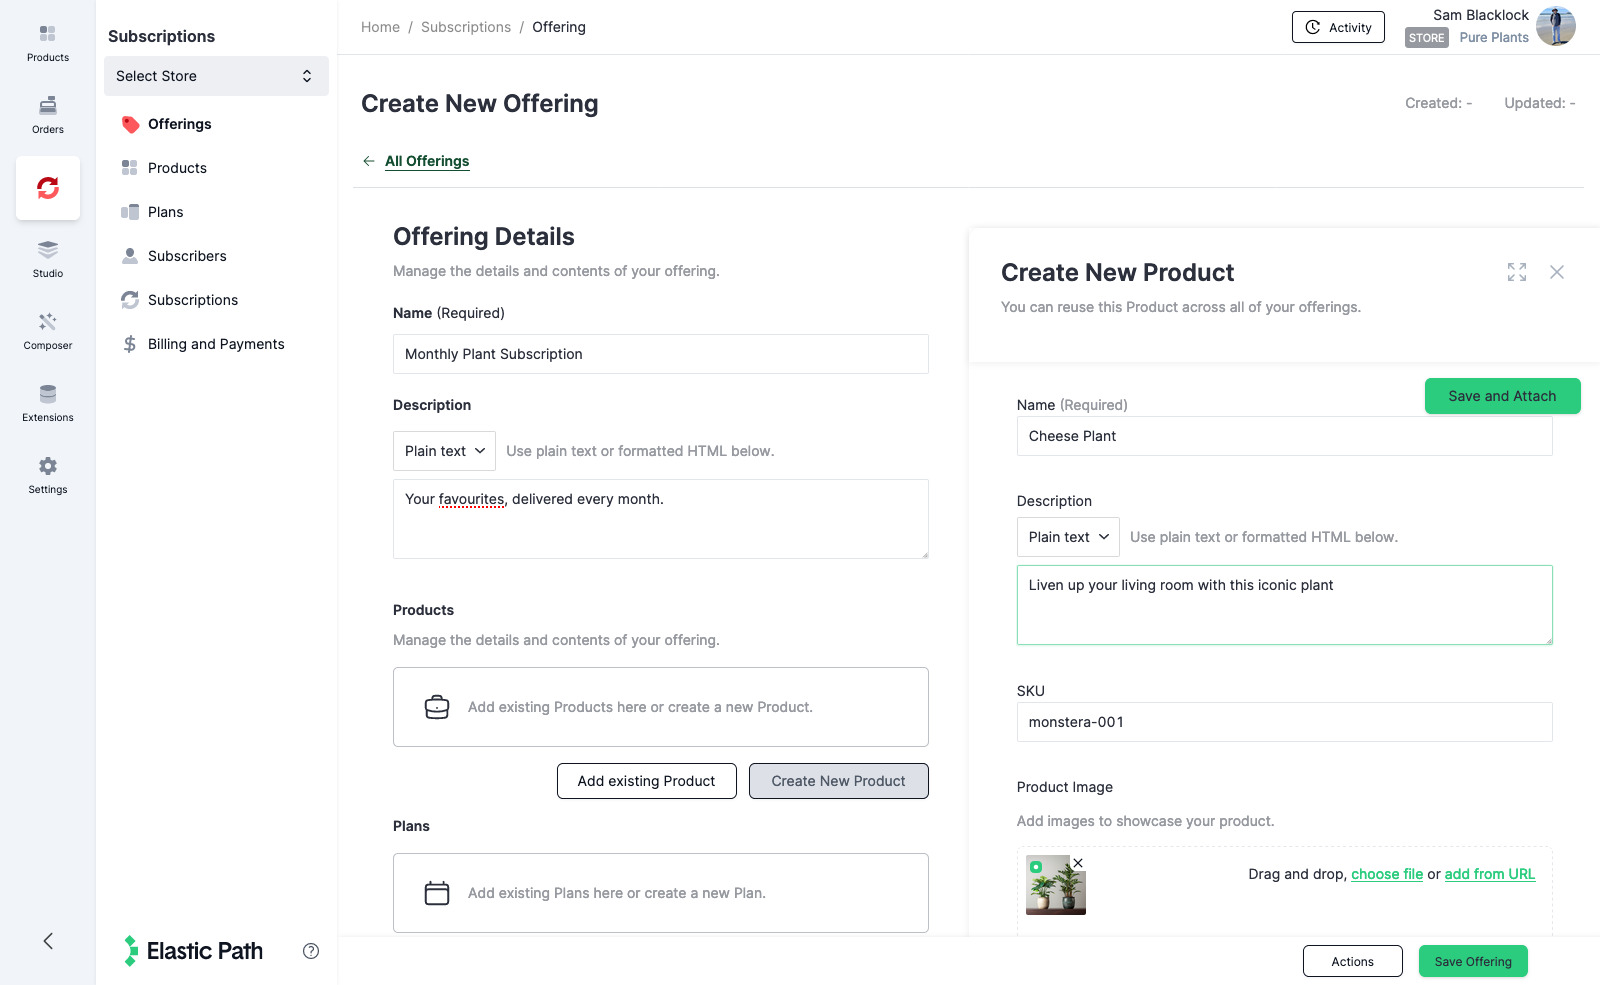 Products
Orders
Studio
Composer
Extensions
Settings
Subscriptions
Select Store
Offerings
Products
Plans
Subscribers
Subscriptions
Billing and Payments
Elastic Path
Home / Subscriptions / Offering
Activity
Sam Blacklock
STORE Pure Plants
Create New Offering
Created: - Updated: -
All Offerings
Offering Details
Manage the details and contents of your offering.
Name (Required)
Monthly Plant Subscription
Description
Plain text Use plain text or formatted HTML below.
Your favourites, delivered every month.
Products
Manage the details and contents of your offering.
Add existing Products here or create a new Product.
Add existing Product
Create New Product
Plans
Add existing Plans here or create a new Plan.
Create New Product
You can reuse this Product across all of your offerings.
Save and Attach
Name (Required)
Cheese Plant
Description
Plain text Use plain text or formatted HTML below.
Liven up your living room with this iconic plant
SKU
monstera-001
Product Image
Add images to showcase your product.
Drag and drop, choose file or add from URL
Actions
Save Offering